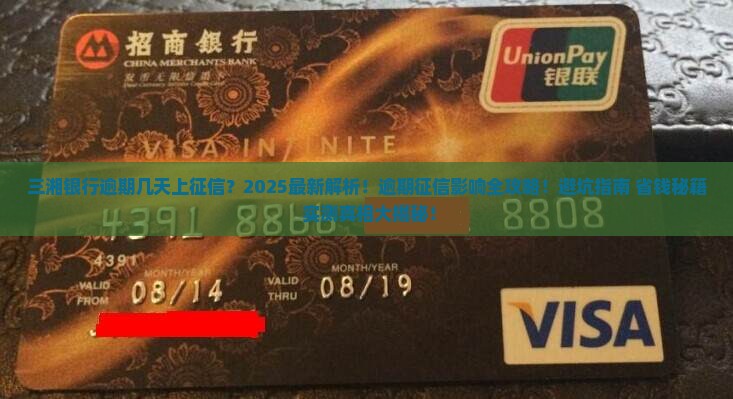 招商銀行
CHINA MERCHANTS BANK
UnionPay
银联
VISA INFINITE
三湘银行逾期几天上征信？2025最新解析！逾期征信影响全攻略！避坑指南 省钱秘籍
4391 8808
4391
MONTH/YEAR MONTH/YEAR
VALID FROM 08/14 VALID THRU 08/19
VISA